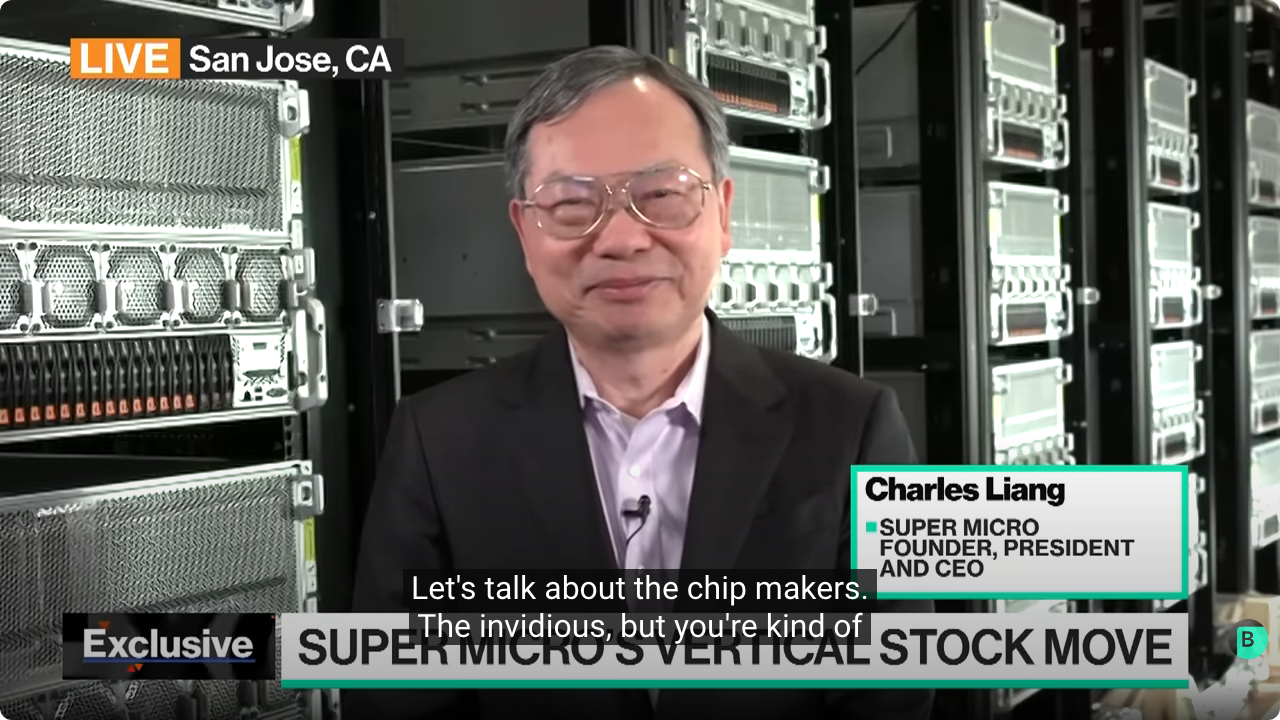 LIVE San Jose, CA
Charles Liang
SUPER MICRO
FOUNDER, PRESIDENT
AND CEO
Let's talk about the chip makers.
The invidious, but you're kind of
Exclusive
SUPER MICRO'S VERTICAL STOCK MOVE
B